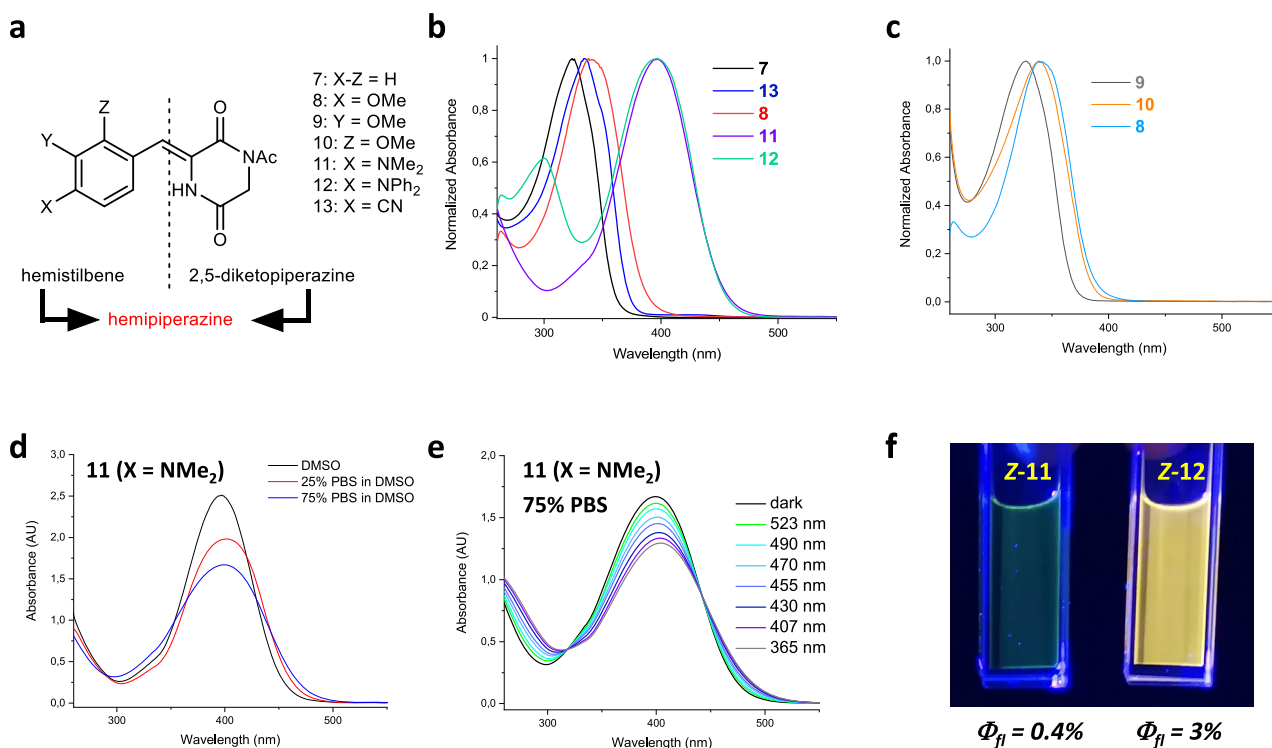 a
Z
O
Y
NAc
HN
X
O
7: X-Z = H
8: X = OMe
9: Y = OMe
10: Z = OMe
11: X = NMe₂
12: X = NPh₂
13: X = CN
hemistilbene
2,5-diketopiperazine
hemipiperazine
b
Normalized Absorbance
1
0,8
0,6
0,4
0,2
0
300
400
500
Wavelength (nm)
7
13
8
11
12
c
Normalized Absorbance
1,0
0,8
0,6
0,4
0,2
0,0
300
400
500
Wavelength (nm)
9
10
8
d
11 (X = NMe₂)
DMSO
25% PBS in DMSO
75% PBS in DMSO
Absorbance (AU)
3,0
2,5
2,0
1,5
1,0
0,5
0,0
300
400
500
Wavelength (nm)
e
11 (X = NMe₂)
75% PBS
dark
523 nm
490 nm
470 nm
455 nm
430 nm
407 nm
365 nm
Absorbance (AU)
1,5
1,0
0,5
0,0
300
400
500
Wavelength (nm)
f
Z-11
Z-12
Φfl = 0.4%
Φfl = 3%